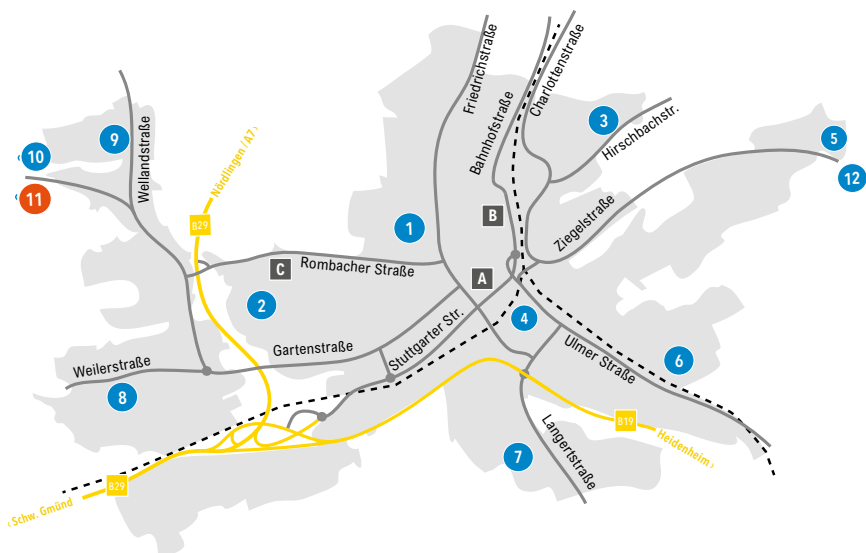 Friedrichstraße
Bahnhofstraße
Charlottenstraße
3
Hirschbachstr.
5
9
Wellandstraße
10
12
11
Nördlingen /A7›
B29
1
B
Ziegelstraße
C
Rombacher Straße
A
2
4
Stuttgarter Str.
Gartenstraße
Ulmer Straße
6
Weilerstraße
8
B19
Heidenheim›
7
Langertstraße
B29
‹Schw. Gmünd